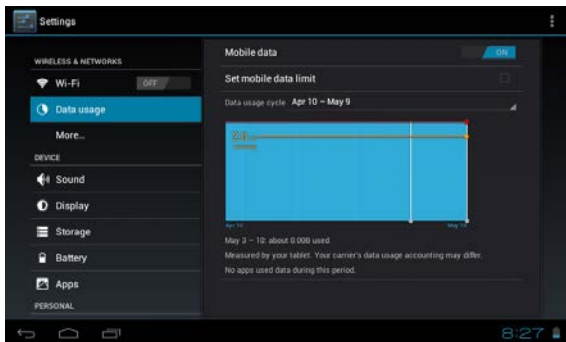 Settings
WIRELESS & NETWORKS
Wi-Fi
OFF
Data usage
More...
DEVICE
Sound
Display
Storage
Battery
Apps
PERSONAL
Mobile data
ON
Set mobile data limit
Data usage cycle Apr 10 – May 9
Apr 10
May 10
May 3 – 10: about 0.00B used
Measured by your tablet. Your carrier's data usage accounting may differ.
No apps used data during this period.
8:27